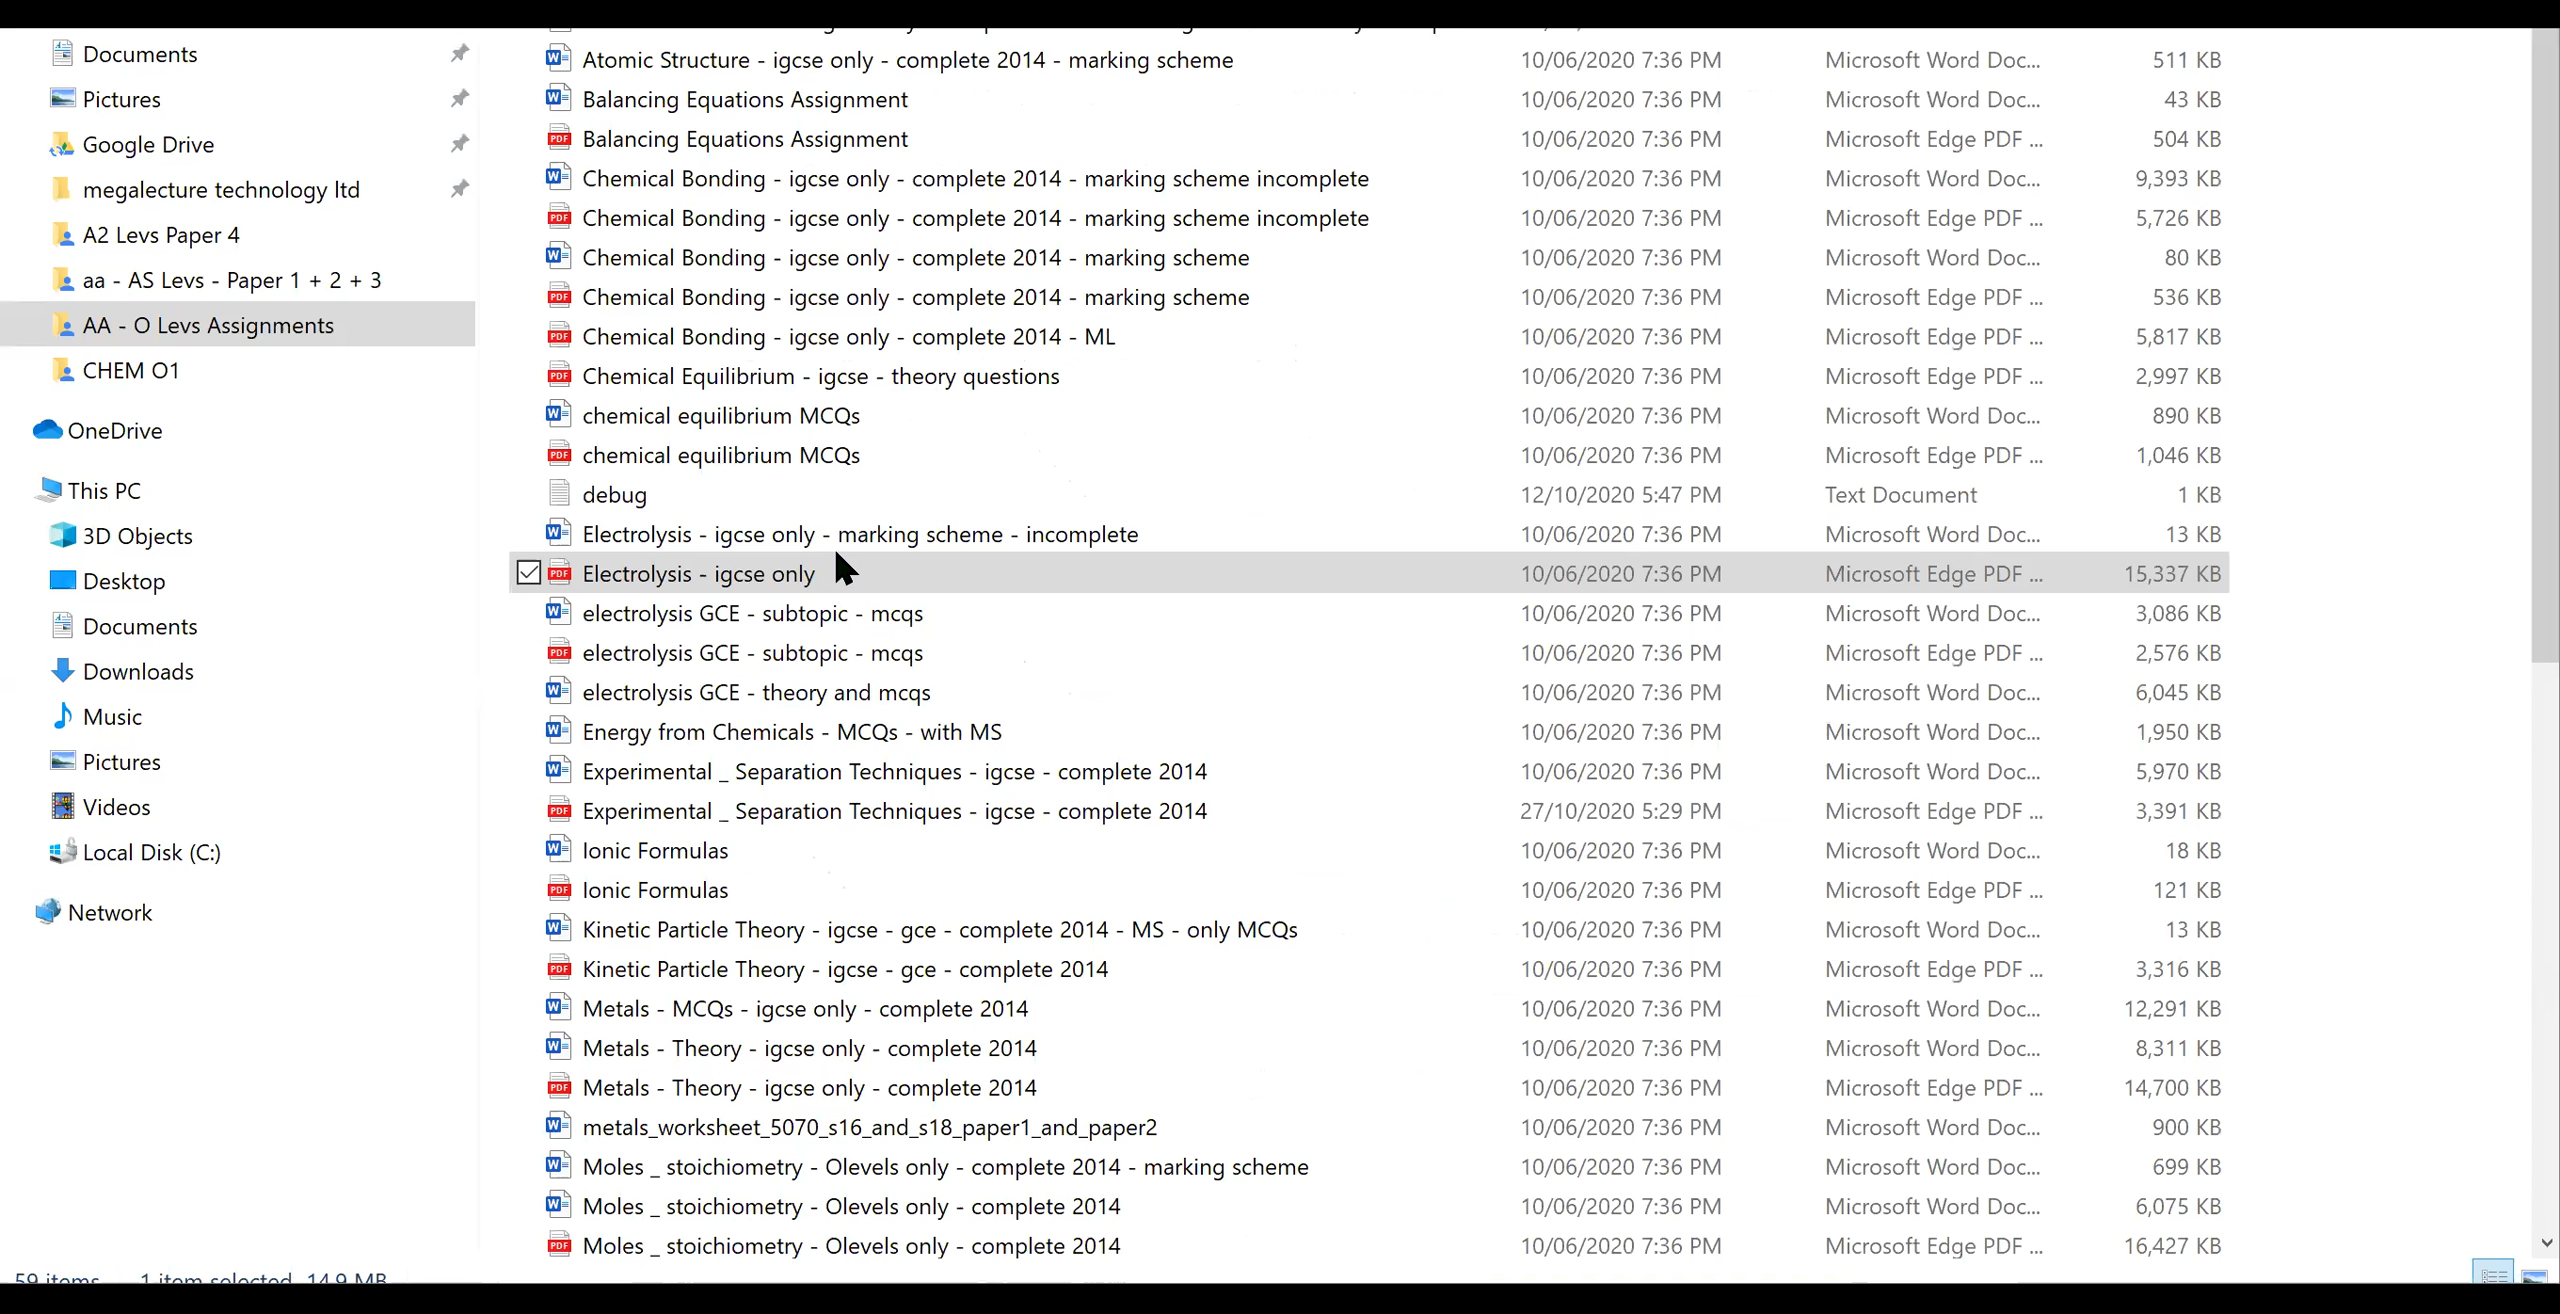 Documents
Pictures
Google Drive
megalecture technology ltd
A2 Levs Paper 4
aa - AS Levs - Paper 1 + 2 + 3
AA - O Levs Assignments
CHEM O1
OneDrive
This PC
3D Objects
Desktop
Documents
Downloads
Music
Pictures
Videos
Local Disk (C:)
Network
Atomic Structure - igcse only - complete 2014 - marking scheme 10/06/2020 7:36 PM Microsoft Word Doc... 511 KB
Balancing Equations Assignment 10/06/2020 7:36 PM Microsoft Word Doc... 43 KB
Balancing Equations Assignment 10/06/2020 7:36 PM Microsoft Edge PDF ... 504 KB
Chemical Bonding - igcse only - complete 2014 - marking scheme incomplete 10/06/2020 7:36 PM Microsoft Word Doc... 9,393 KB
Chemical Bonding - igcse only - complete 2014 - marking scheme incomplete 10/06/2020 7:36 PM Microsoft Edge PDF ... 5,726 KB
Chemical Bonding - igcse only - complete 2014 - marking scheme 10/06/2020 7:36 PM Microsoft Word Doc... 80 KB
Chemical Bonding - igcse only - complete 2014 - marking scheme 10/06/2020 7:36 PM Microsoft Edge PDF ... 536 KB
Chemical Bonding - igcse only - complete 2014 - ML 10/06/2020 7:36 PM Microsoft Edge PDF ... 5,817 KB
Chemical Equilibrium - igcse - theory questions 10/06/2020 7:36 PM Microsoft Edge PDF ... 2,997 KB
chemical equilibrium MCQs 10/06/2020 7:36 PM Microsoft Word Doc... 890 KB
chemical equilibrium MCQs 10/06/2020 7:36 PM Microsoft Edge PDF ... 1,046 KB
debug 12/10/2020 5:47 PM Text Document 1 KB
Electrolysis - igcse only - marking scheme - incomplete 10/06/2020 7:36 PM Microsoft Word Doc... 13 KB
Electrolysis - igcse only 10/06/2020 7:36 PM Microsoft Edge PDF ... 15,337 KB
electrolysis GCE - subtopic - mcqs 10/06/2020 7:36 PM Microsoft Word Doc... 3,086 KB
electrolysis GCE - subtopic - mcqs 10/06/2020 7:36 PM Microsoft Edge PDF ... 2,576 KB
electrolysis GCE - theory and mcqs 10/06/2020 7:36 PM Microsoft Word Doc... 6,045 KB
Energy from Chemicals - MCQs - with MS 10/06/2020 7:36 PM Microsoft Word Doc... 1,950 KB
Experimental _ Separation Techniques - igcse - complete 2014 10/06/2020 7:36 PM Microsoft Word Doc... 5,970 KB
Experimental _ Separation Techniques - igcse - complete 2014 27/10/2020 5:29 PM Microsoft Edge PDF ... 3,391 KB
Ionic Formulas 10/06/2020 7:36 PM Microsoft Word Doc... 18 KB
Ionic Formulas 10/06/2020 7:36 PM Microsoft Edge PDF ... 121 KB
Kinetic Particle Theory - igcse - gce - complete 2014 - MS - only MCQs 10/06/2020 7:36 PM Microsoft Word Doc... 13 KB
Kinetic Particle Theory - igcse - gce - complete 2014 10/06/2020 7:36 PM Microsoft Edge PDF ... 3,316 KB
Metals - MCQs - igcse only - complete 2014 10/06/2020 7:36 PM Microsoft Word Doc... 12,291 KB
Metals - Theory - igcse only - complete 2014 10/06/2020 7:36 PM Microsoft Word Doc... 8,311 KB
Metals - Theory - igcse only - complete 2014 10/06/2020 7:36 PM Microsoft Edge PDF ... 14,700 KB
metals_worksheet_5070_s16_and_s18_paper1_and_paper2 10/06/2020 7:36 PM Microsoft Word Doc... 900 KB
Moles _ stoichiometry - Olevels only - complete 2014 - marking scheme 10/06/2020 7:36 PM Microsoft Word Doc... 699 KB
Moles _ stoichiometry - Olevels only - complete 2014 10/06/2020 7:36 PM Microsoft Word Doc... 6,075 KB
Moles _ stoichiometry - Olevels only - complete 2014 10/06/2020 7:36 PM Microsoft Edge PDF ... 16,427 KB
59 items 1 item selected 14.9 MB